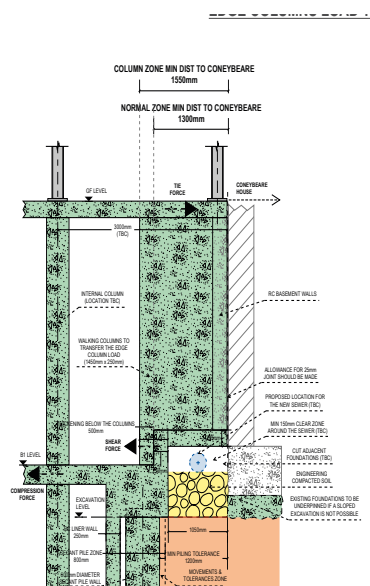 COLUMN ZONE MIN DIST TO CONEYBEARE
1550mm
NORMAL ZONE MIN DIST TO CONEYBEARE
1300mm
GF LEVEL
TIE
FORCE
CONEYBEARE
HOUSE
3000mm
(TBC)
INTERNAL COLUMN
(LOCATION TBC)
RC BASEMENT WALLS
WALKING COLUMNS TO
TRANSFER THE EDGE
COLUMN LOAD
(1450mm x 250mm)
ALLOWANCE FOR 25mm
JOINT SHOULD BE MADE
PROPOSED LOCATION FOR
THE NEW SEWER (TBC)
BELOW THE COLUMNS
500mm
MIN 150mm CLEAR ZONE
AROUND THE SEWER (TBC)
SHEAR
FORCE
B1 LEVEL
CUT ADJACENT
FOUNDATIONS (TBC)
ENGINEERING
COMPACTED SOIL
COMPRESSION
FORCE
EXCAVATION
LEVEL
EXISTING FOUNDATIONS TO BE
UNDERPINNED IF A SLOPED
EXCAVATION IS NOT POSSIBLE
LINER WALL
250mm
1050mm
PILE ZONE
800mm
MIN PILING TOLERANCE
1200mm
DIAMETER
PILE WALL
MOVEMENTS &
TOLERANCES ZONE